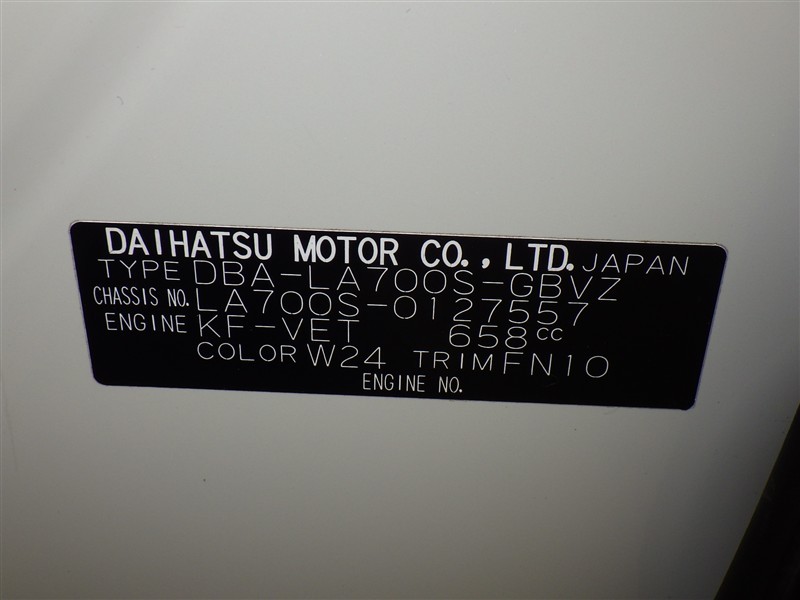 DAIHATSU MOTOR CO., LTD. JAPAN
TYPE DBA-LA700S-GBVZ
CHASSIS NO. LA700S-0127557
ENGINE KF-VET 658cc
COLOR W24 TRIM FN10
ENGINE NO.